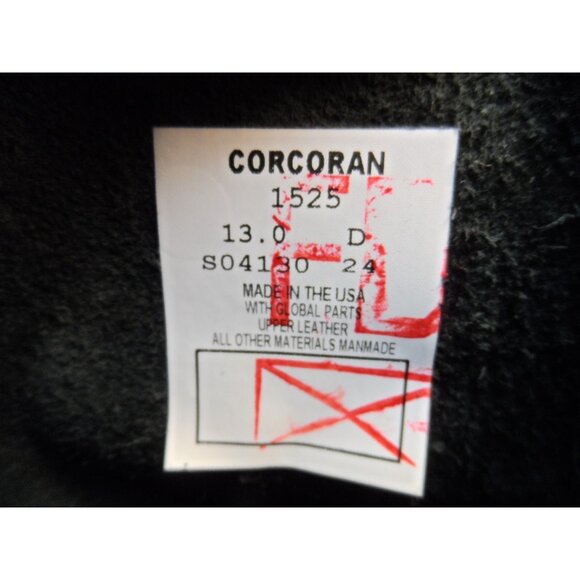 CORCORAN
1525
13.0 D
S04130 24
MADE IN THE USA
WITH GLOBAL PARTS
UPPER LEATHER
ALL OTHER MATERIALS MANMADE